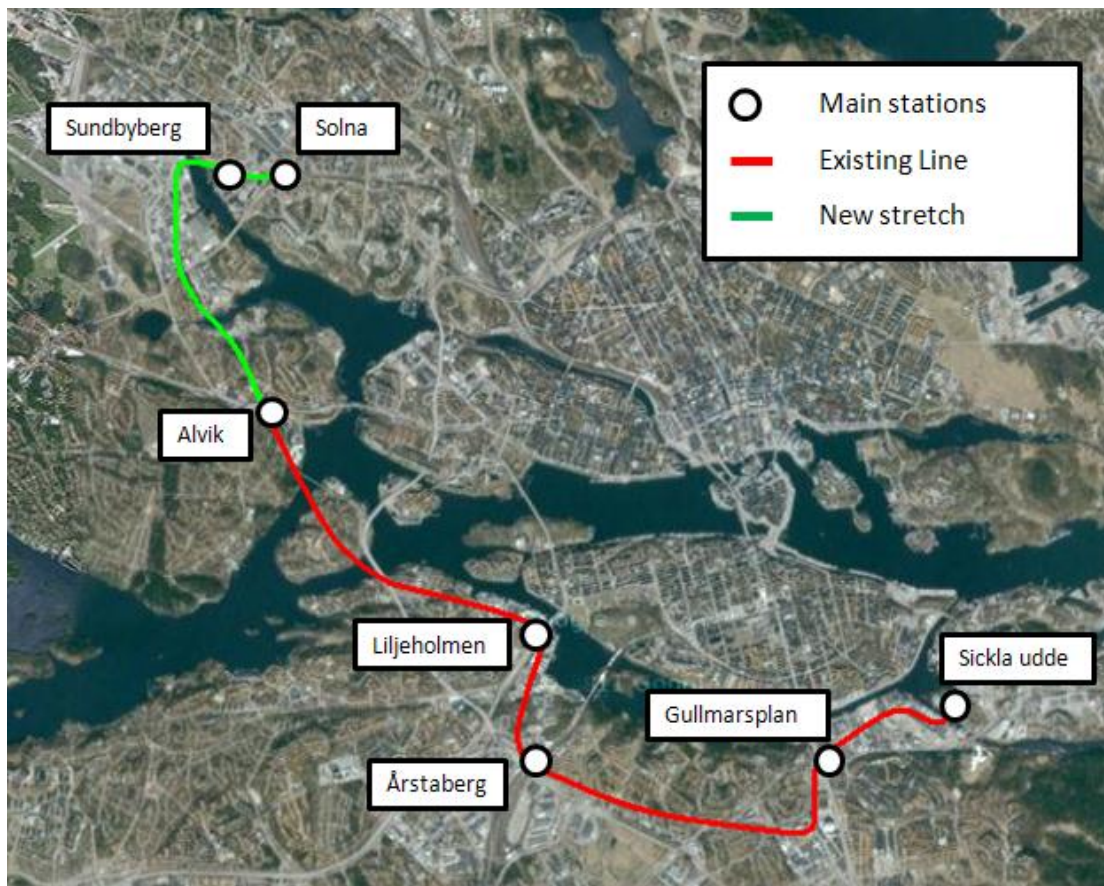 Main stations
Existing Line
New stretch
Sundbyberg
Solna
Alvik
Liljeholmen
Sickla udde
Gullmarsplan
Årstaberg